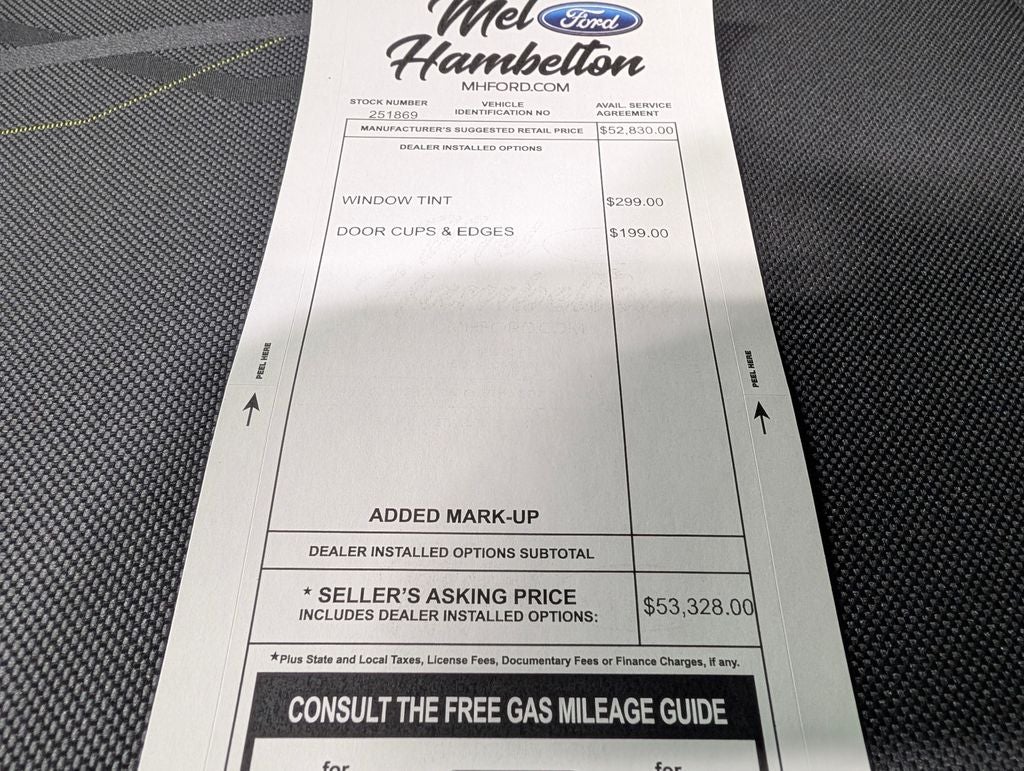 Mel Ford
Hambelton
MHFORD.COM
STOCK NUMBER VEHICLE IDENTIFICATION NO AVAIL. SERVICE AGREEMENT
251869
MANUFACTURER'S SUGGESTED RETAIL PRICE $52,830.00
DEALER INSTALLED OPTIONS
WINDOW TINT $299.00
DOOR CUPS & EDGES $199.00
PEEL HERE
PEEL HERE
ADDED MARK-UP
DEALER INSTALLED OPTIONS SUBTOTAL
★ SELLER'S ASKING PRICE
INCLUDES DEALER INSTALLED OPTIONS: $53,328.00
★Plus State and Local Taxes, License Fees, Documentary Fees or Finance Charges, if any.
CONSULT THE FREE GAS MILEAGE GUIDE
for for